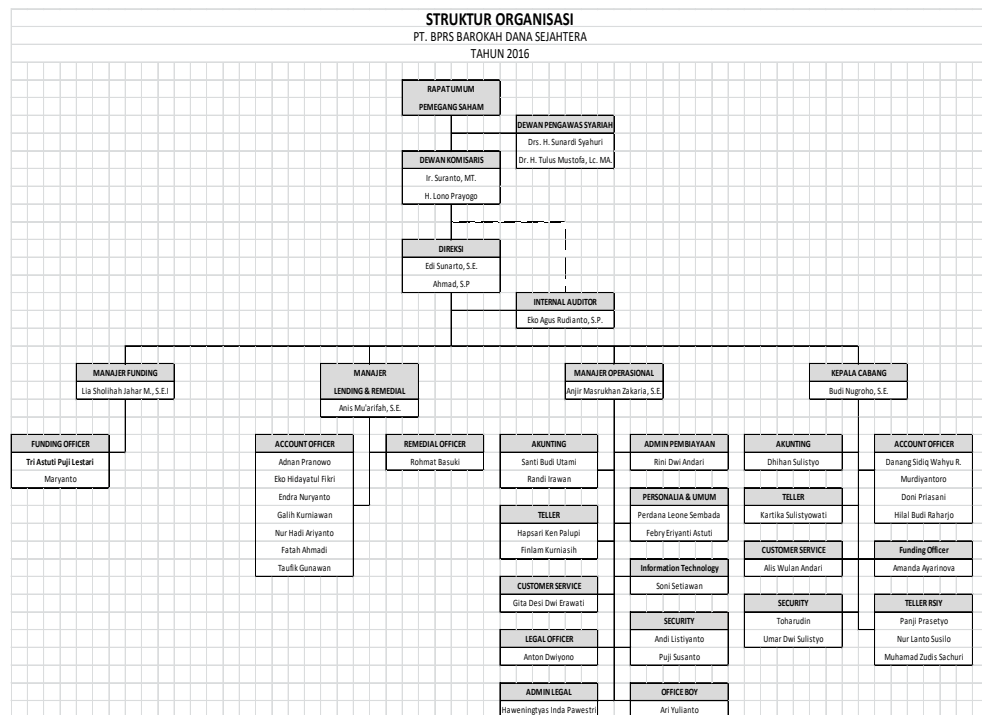 STRUKTUR ORGANISASI
PT. BPRS BAROKAH DANA SEJAHTERA
TAHUN 2016
RAPAT UMUM
PEMEGANG SAHAM
DEWAN PENGAWAS SYARIAH
Drs. H. Sunardi Syahuri
Dr. H. Tulus Mustofa, Lc. MA.
DEWAN KOMISARIS
Ir. Suranto, MT.
H. Lono Prayogo
DIREKSI
Edi Sunarto, S.E.
Ahmad, S.P
INTERNAL AUDITOR
Eko Agus Rudianto, S.P.
MANAJER FUNDING
Lia Sholihah Jahar M., S.E.I
MANAJER
LENDING & REMEDIAL
Anis Mu'arifah, S.E.
MANAJER OPERASIONAL
Anjir Masrukhan Zakaria, S.E.
KEPALA CABANG
Budi Nugroho, S.E.
FUNDING OFFICER
Tri Astuti Puji Lestari
Maryanto
ACCOUNT OFFICER
Adnan Pranowo
Eko Hidayatul Fikri
Endra Nuryanto
Galih Kurniawan
Nur Hadi Ariyanto
Fatah Ahmadi
Taufik Gunawan
REMEDIAL OFFICER
Rohmat Basuki
AKUNTING
Santi Budi Utami
Randi Irawan
TELLER
Hapsari Ken Palupi
Finlam Kurniasih
CUSTOMER SERVICE
Gita Desi Dwi Erawati
LEGAL OFFICER
Anton Dwiyono
ADMIN LEGAL
Haweningtyas Inda Pawestri
ADMIN PEMBIAYAAN
Rini Dwi Andari
PERSONALIA & UMUM
Perdana Leone Sembada
Febry Eriyanti Astuti
Information Technology
Soni Setiawan
SECURITY
Andi Listiyanto
Puji Susanto
OFFICE BOY
Ari Yulianto
AKUNTING
Dhihan Sulistyo
TELLER
Kartika Sulistyowati
CUSTOMER SERVICE
Alis Wulan Andari
SECURITY
Toharudin
Umar Dwi Sulistyo
ACCOUNT OFFICER
Danang Sidiq Wahyu R.
Murdiyantoro
Doni Priasani
Hilal Budi Raharjo
Funding Officer
Amanda Ayarinova
TELLER RSIY
Panji Prasetyo
Nur Lanto Susilo
Muhamad Zudis Sachuri